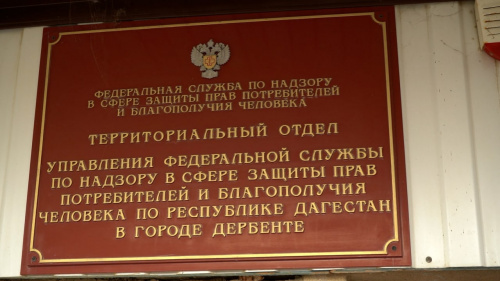 ФЕДЕРАЛЬНАЯ СЛУЖБА ПО НАДЗОРУ
В СФЕРЕ ЗАЩИТЫ ПРАВ ПОТРЕБИТЕЛЕЙ
И БЛАГОПОЛУЧИЯ ЧЕЛОВЕКА
ТЕРРИТОРИАЛЬНЫЙ ОТДЕЛ
УПРАВЛЕНИЯ ФЕДЕРАЛЬНОЙ СЛУЖБЫ
ПО НАДЗОРУ В СФЕРЕ ЗАЩИТЫ ПРАВ
ПОТРЕБИТЕЛЕЙ И БЛАГОПОЛУЧИЯ
ЧЕЛОВЕКА ПО РЕСПУБЛИКЕ ДАГЕСТАН
В ГОРОДЕ ДЕРБЕНТЕ